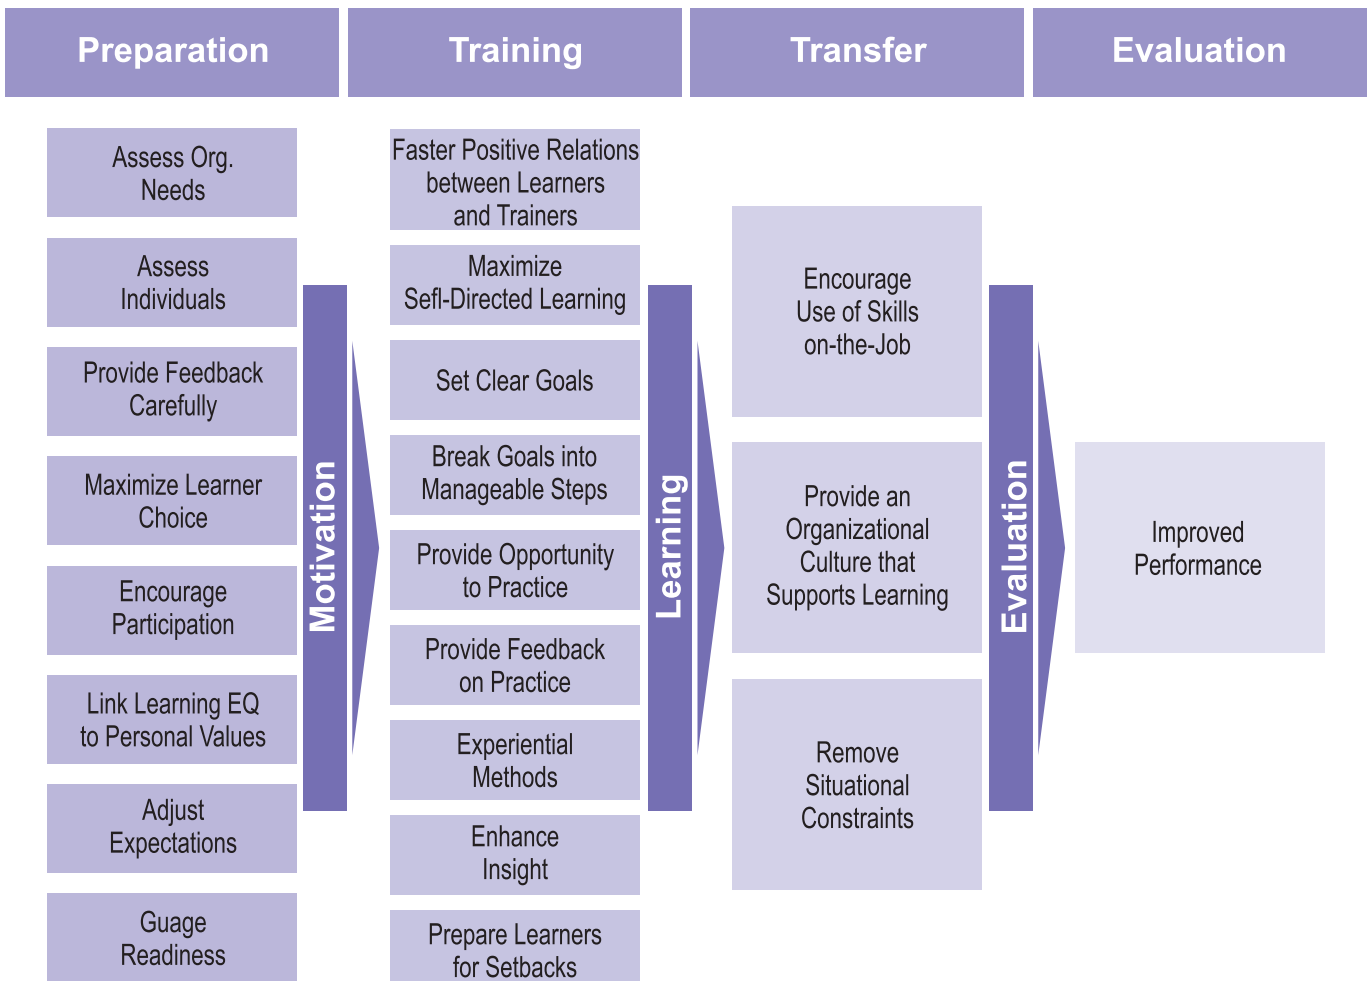 Preparation
Training
Transfer
Evaluation
Assess Org.
Needs
Assess
Individuals
Provide Feedback
Carefully
Maximize Learner
Choice
Encourage
Participation
Link Learning EQ
to Personal Values
Adjust
Expectations
Guage
Readiness
Motivation
Faster Positive Relations
between Learners
and Trainers
Maximize
Sefl-Directed Learning
Set Clear Goals
Break Goals into
Manageable Steps
Provide Opportunity
to Practice
Provide Feedback
on Practice
Experiential
Methods
Enhance
Insight
Prepare Learners
for Setbacks
Learning
Encourage
Use of Skills
on-the-Job
Provide an
Organizational
Culture that
Supports Learning
Remove
Situational
Constraints
Evaluation
Improved
Performance